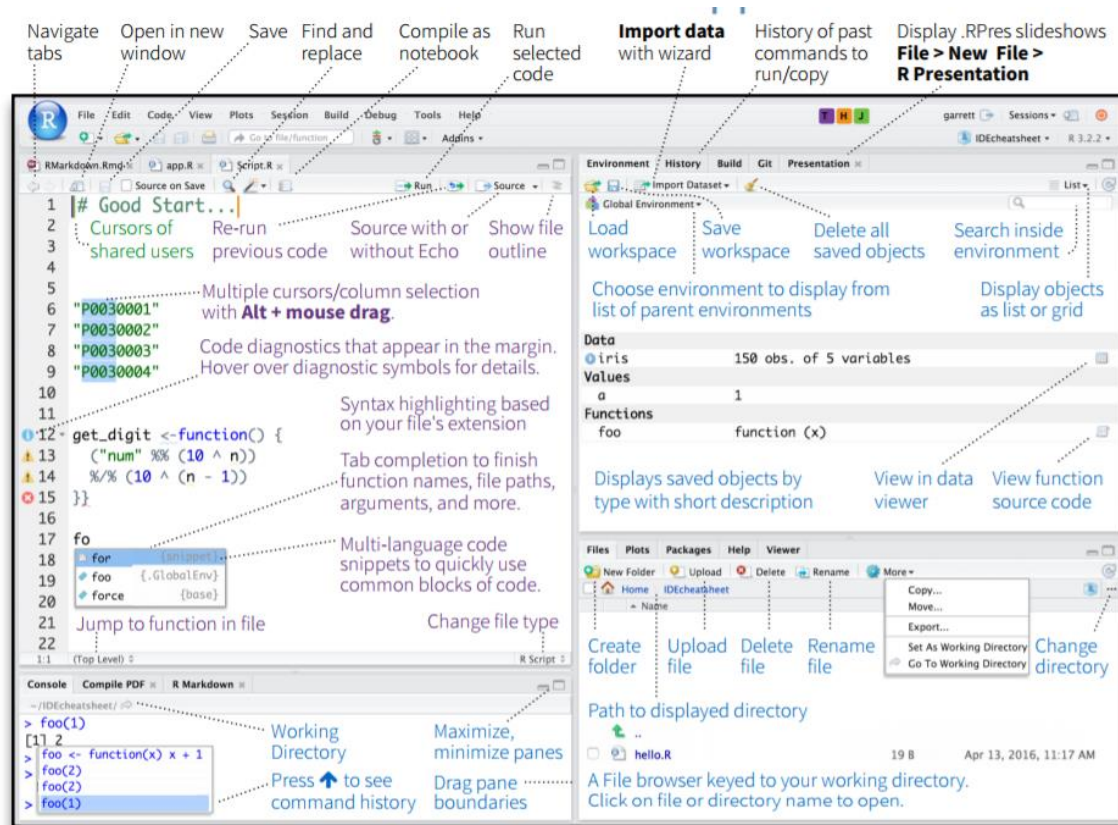 Navigate tabs
Open in new window
Save
Find and replace
Compile as notebook
Run selected code
Import data with wizard
History of past commands to run/copy
Display .RPres slideshows
File > New File > R Presentation
R
File Edit Code View Plots Session Build Debug Tools Help
T H J
garrett
Sessions
Go to file/function
Addins
IDEcheatsheet
R 3.2.2
RMarkdown.Rmd
app.R
Script.R
Source on Save
Run
Source
1 # Good Start...
2
3
4
5
6 "P0030001"
7 "P0030002"
8 "P0030003"
9 "P0030004"
10
11
12 get_digit <-function() {
13 ("num" %% (10 ^ n))
14 %/% (10 ^ (n - 1))
15 }}
16
17 fo
18
19
20
21
22
for {snippet}
foo {.GlobalEnv}
force {base}
Cursors of shared users
Re-run previous code
Source with or without Echo
Show file outline
Multiple cursors/column selection
with Alt + mouse drag.
Code diagnostics that appear in the margin.
Hover over diagnostic symbols for details.
Syntax highlighting based
on your file's extension
Tab completion to finish
function names, file paths,
arguments, and more.
Multi-language code
snippets to quickly use
common blocks of code.
Jump to function in file
Change file type
1:1 (Top Level)
R Script
Console Compile PDF R Markdown
~/IDEcheatsheet/
> foo(1)
[1] 2
> foo <- function(x) x + 1
> foo(2)
foo(2)
> foo(1)
Working Directory
Press 🡅 to see
command history
Maximize,
minimize panes
Drag pane
boundaries
Environment History Build Git Presentation
Import Dataset
List
Global Environment
Load workspace
Save workspace
Delete all saved objects
Search inside environment
Choose environment to display from
list of parent environments
Display objects
as list or grid
Data
iris 150 obs. of 5 variables
Values
a 1
Functions
foo function (x)
Displays saved objects by
type with short description
View in data
viewer
View function
source code
Files Plots Packages Help Viewer
New Folder Upload Delete Rename More
Home IDEcheatsheet
Name
Copy...
Move...
Export...
Set As Working Directory
Go To Working Directory
Create folder
Upload file
Delete file
Rename file
Change directory
Path to displayed directory
..
hello.R 19 B Apr 13, 2016, 11:17 AM
A File browser keyed to your working directory.
Click on file or directory name to open.